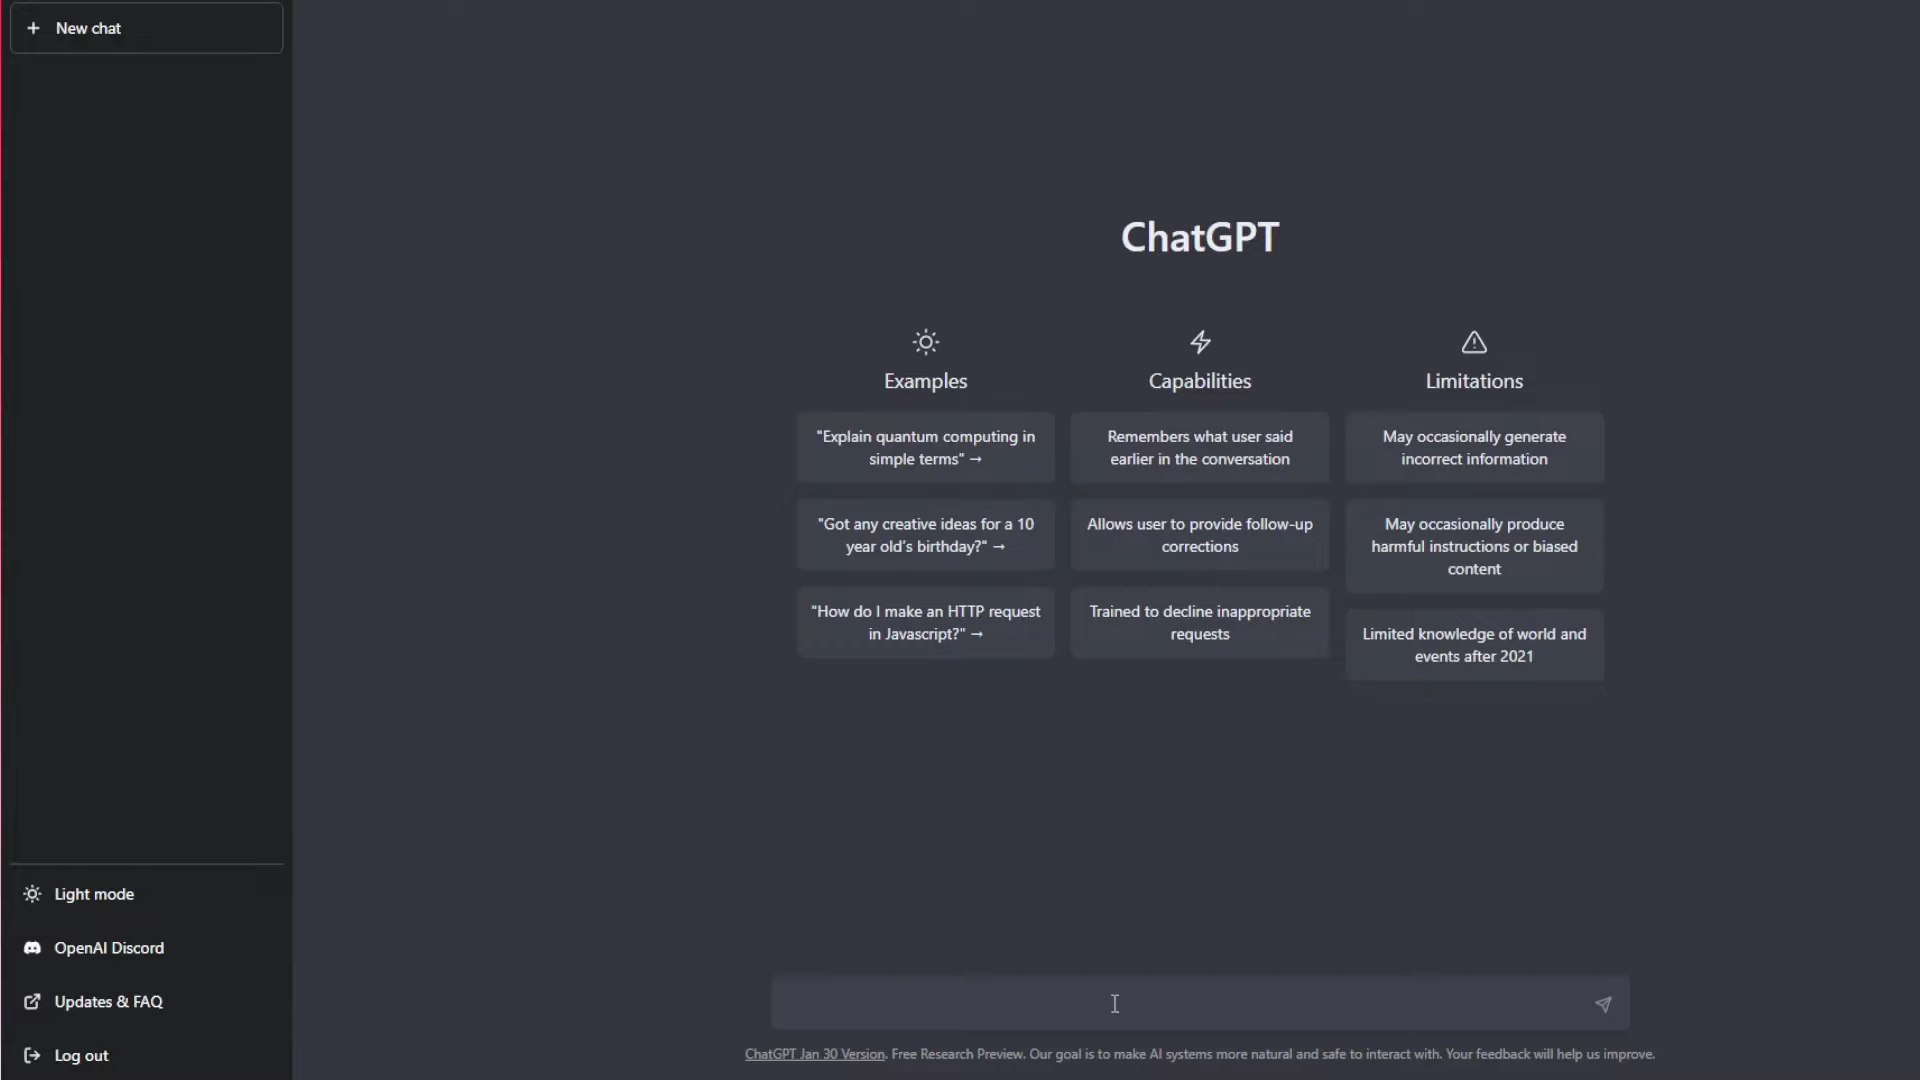 New chat
ChatGPT
Examples
"Explain quantum computing in
simple terms" →
"Got any creative ideas for a 10
year old's birthday?" →
"How do I make an HTTP request
in Javascript?" →
Capabilities
Remembers what user said
earlier in the conversation
Allows user to provide follow-up
corrections
Trained to decline inappropriate
requests
Limitations
May occasionally generate
incorrect information
May occasionally produce
harmful instructions or biased
content
Limited knowledge of world and
events after 2021
Light mode
OpenAI Discord
Updates & FAQ
Log out
ChatGPT Jan 30 Version. Free Research Preview. Our goal is to make AI systems more natural and safe to interact with. Your feedback will help us improve.